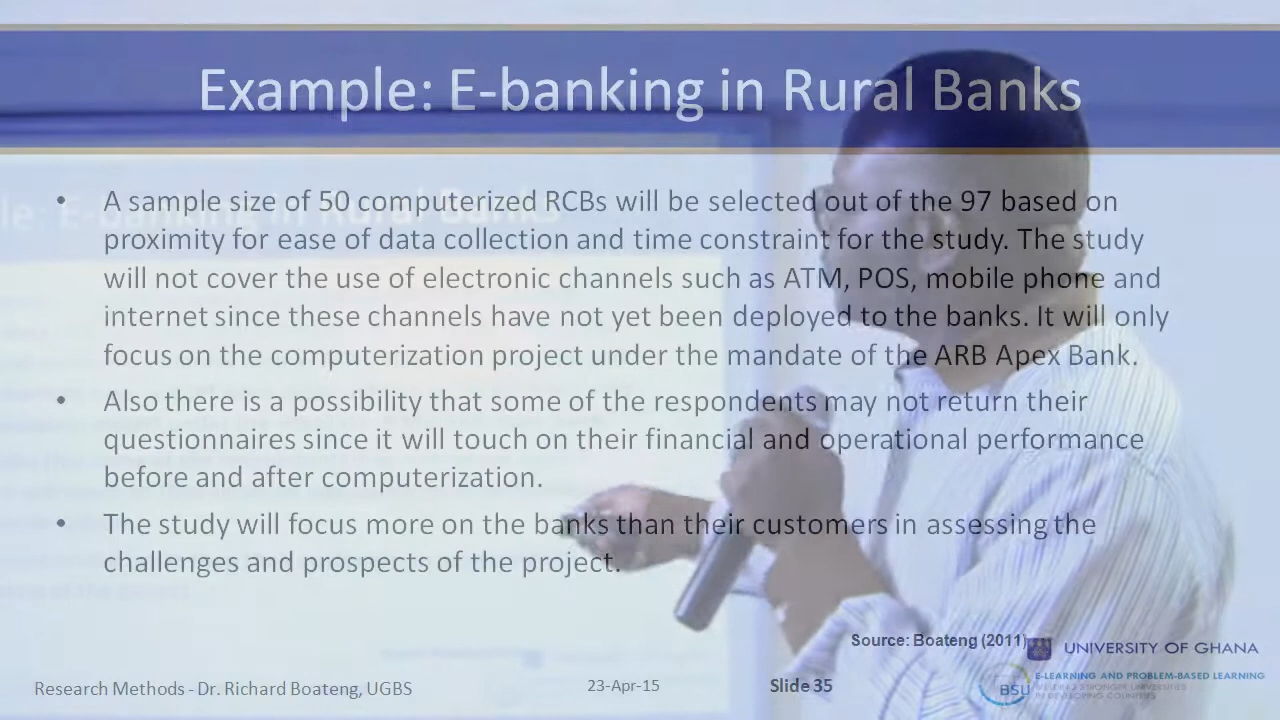 Example: E-banking in Rural Banks
• A sample size of 50 computerized RCBs will be selected out of the 97 based on
proximity for ease of data collection and time constraint for the study. The study
will not cover the use of electronic channels such as ATM, POS, mobile phone and
internet since these channels have not yet been deployed to the banks. It will only
focus on the computerization project under the mandate of the ARB Apex Bank.
• Also there is a possibility that some of the respondents may not return their
questionnaires since it will touch on their financial and operational performance
before and after computerization.
• The study will focus more on the banks than their customers in assessing the
challenges and prospects of the project.
Source: Boateng (2011)
UNIVERSITY OF GHANA
E-LEARNING AND PROBLEM-BASED LEARNING
BSU
STRONGER UNIVERSITIES
IN DEVELOPING COUNTRIES
Research Methods - Dr. Richard Boateng, UGBS
23-Apr-15
Slide 35